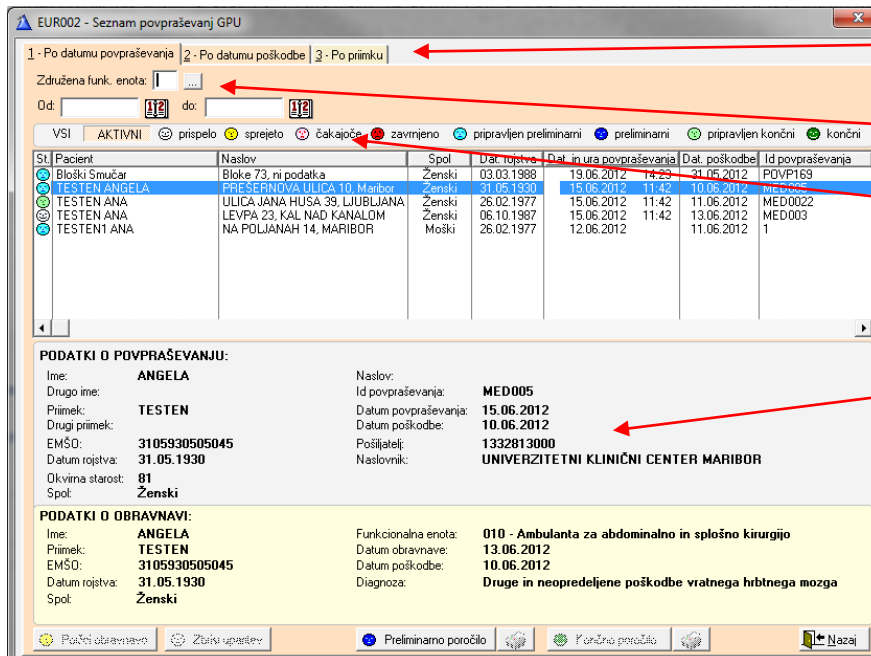 EUR002 - Seznam povpraševanj GPU
1 - Po datumu povpraševanja 2 - Po datumu poškodbe 3 - Po priimku
Združena funk. enota: ...
Od: 12 do: 12
VSI AKTIVNI prispelo sprejeto čakajoče zavrnjeno pripravljen preliminarni preliminarni pripravljen končni končni
St. Pacient Naslov Spol Dat. rojstva Dat. in ura povpraševanja Dat. poškodbe Id povpraševanja
Bloški Smučar Bloke 73, ni podatka Ženski 03.03.1988 19.06.2012 14:23 31.05.2012 POVP169
TESTEN ANGELA PREŠERNOVA ULICA 10, Maribor Ženski 31.05.1930 15.06.2012 11:42 10.06.2012 MED005
TESTEN ANA ULICA JANA HUSA 39, LJUBLJANA Ženski 26.02.1977 15.06.2012 11:42 11.06.2012 MED0022
TESTEN ANA LEVPA 23, KAL NAD KANALOM Ženski 06.10.1987 15.06.2012 11:42 13.06.2012 MED003
TESTEN1 ANA NA POLJANAH 14, MARIBOR Moški 26.02.1977 12.06.2012 11.06.2012 1
PODATKI O POVPRAŠEVANJU:
Ime: ANGELA Naslov:
Drugo ime: Id povpraševanja: MED005
Priimek: TESTEN Datum povpraševanja: 15.06.2012
Drugi priimek: Datum poškodbe: 10.06.2012
EMŠO: 3105930505045 Pošiljatelj: 1332813000
Datum rojstva: 31.05.1930 Naslovnik: UNIVERZITETNI KLINIČNI CENTER MARIBOR
Okvirna starost: 81
Spol: Ženski
PODATKI O OBRAVNAVI:
Ime: ANGELA Funkcionalna enota: 010 - Ambulanta za abdominalno in splošno kirurgijo
Priimek: TESTEN Datum obravnave: 13.06.2012
EMŠO: 3105930505045 Datum poškodbe: 10.06.2012
Datum rojstva: 31.05.1930 Diagnoza: Druge in neopredeljene poškodbe vratnega hrbtnega mozga
Spol: Ženski
Poišči obravnavo Zbriši uparitev Preliminarno poročilo Končno poročilo Nazaj